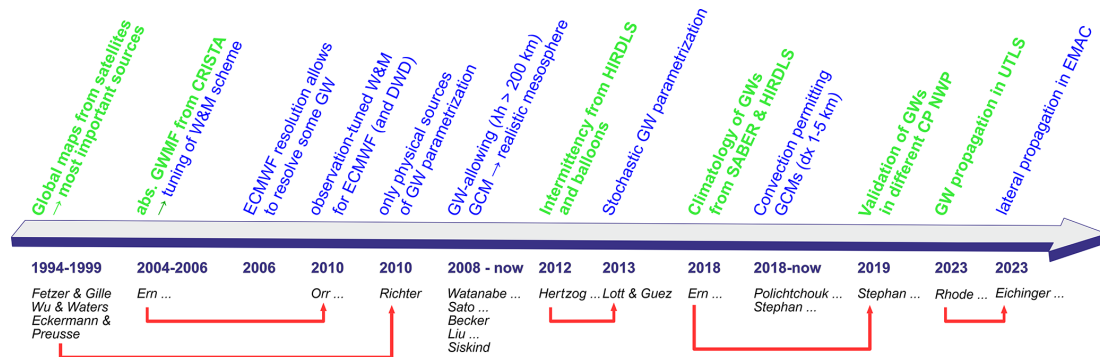 Global maps from satellites
→ most important sources
abs. GWMF from CRISTA
→ tuning of W&M scheme
ECMWF resolution allows
to resolve some GW
observation-tuned W&M
for ECMWF (and DWD)
only physical sources
of GW parametrization
GW-allowing (λh > 200 km)
GCM → realistic mesosphere
Intermittency from HIRDLS
and balloons
Stochastic GW parametrization
Climatology of GWs
from SABER & HIRDLS
Convection permitting
GCMs (dx 1-5 km)
Validation of GWs
in different CP NWP
GW propagation in UTLS
lateral propagation in EMAC
1994-1999
2004-2006
2006
2010
2010
2008 - now
2012
2013
2018
2018-now
2019
2023
2023
Fetzer & Gille
Wu & Waters
Eckermann &
Preusse
Ern ...
Orr ...
Richter
Watanabe ...
Sato ...
Becker
Liu ...
Siskind
Hertzog ...
Lott & Guez
Ern ...
Polichtchouk ...
Stephan ...
Stephan ...
Rhode ...
Eichinger ...